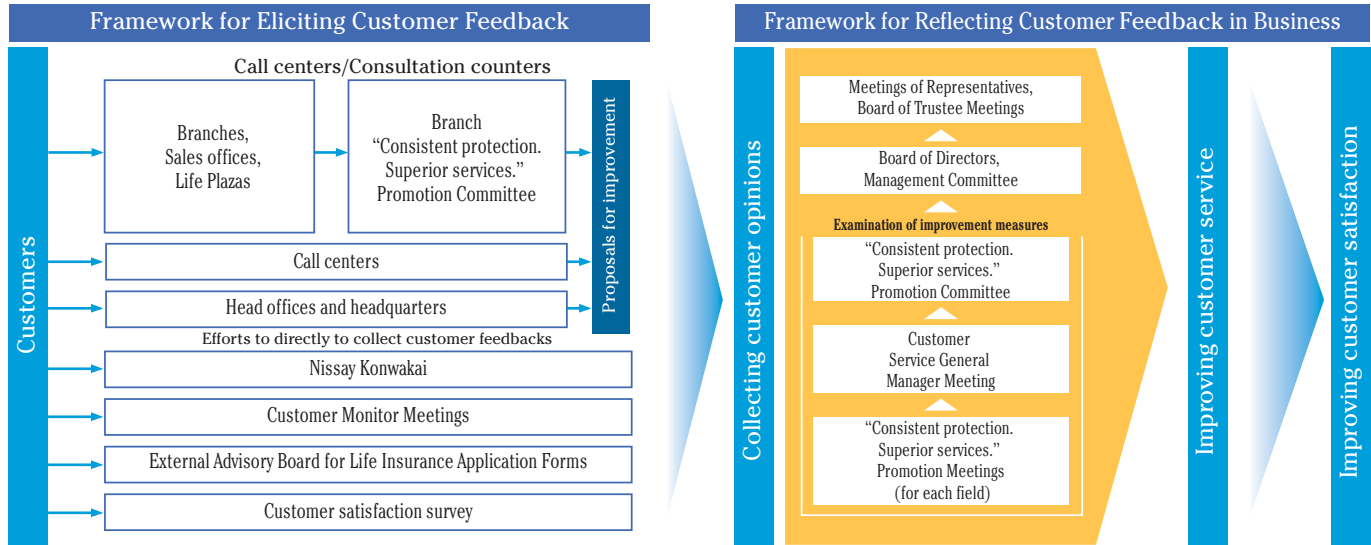 Framework for Eliciting Customer Feedback
Customers
Call centers/Consultation counters
Branches,
Sales offices,
Life Plazas
Branch
“Consistent protection.
Superior services.”
Promotion Committee
Call centers
Head offices and headquarters
Proposals for improvement
Efforts to directly to collect customer feedbacks
Nissay Konwakai
Customer Monitor Meetings
External Advisory Board for Life Insurance Application Forms
Customer satisfaction survey
Framework for Reflecting Customer Feedback in Business
Collecting customer opinions
Meetings of Representatives,
Board of Trustee Meetings
Board of Directors,
Management Committee
Examination of improvement measures
“Consistent protection.
Superior services.”
Promotion Committee
Customer
Service General
Manager Meeting
“Consistent protection.
Superior services.”
Promotion Meetings
(for each field)
Improving customer service
Improving customer satisfaction